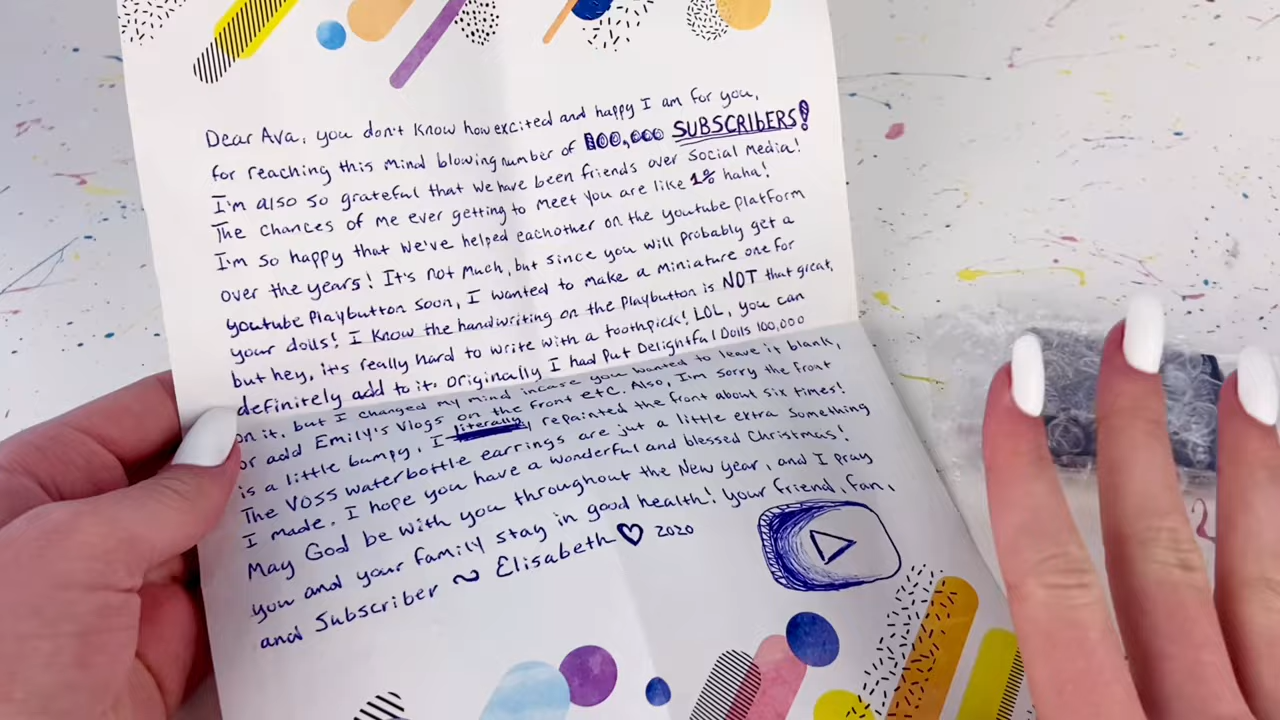 Dear Ava, you don't know how excited and happy I am for you,
for reaching this mind blowing number of 100,000 SUBSCRIBERS!
I'm also so grateful that we have been friends over social media!
The chances of me ever getting to meet you are like 1% haha!
I'm so happy that we've helped eachother on the youtube platform
over the years! It's not much, but since you will probably get a
youtube Playbutton soon, I wanted to make a miniature one for
your dolls! I know the handwriting on the Playbutton is NOT that great,
but hey, it's really hard to write with a toothpick! LOL, you can
definitely add to it. Originally I had put Delightful Dolls 100,000
on it, but I changed my mind incase you wanted to leave it blank,
or add Emily's Vlogs on the front etc. Also, I'm sorry the front
is a little bumpy, I literally repainted the front about six times!
The VOSS waterbottle earrings are just a little extra something
I made. I hope you have a wonderful and blessed Christmas!
May God be with you throughout the New year, and I pray
you and your family stay in good health! your friend, fan,
and Subscriber ~ Elisabeth ♡ 2020